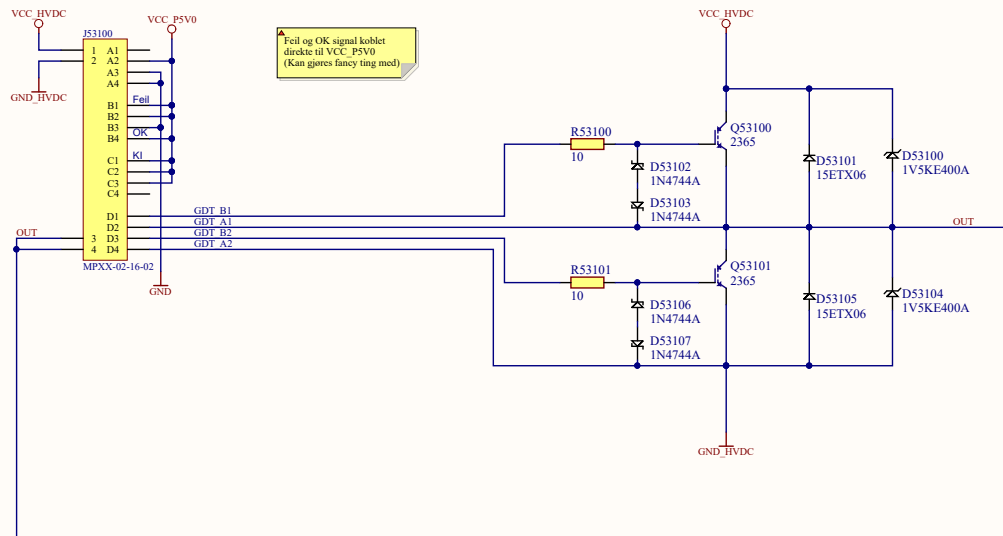 VCC_HVDC
VCC_P5V0
VCC_HVDC
J53100
1 A1
2 A2
A3
A4
GND_HVDC
B1 Feil
B2
B3
B4 OK
C1 KI
C2
C3
C4
D1 GDT_B1
D2 GDT_A1
OUT
3 D3 GDT_B2
4 D4 GDT_A2
MPXX-02-16-02
GND
Feil og OK signal koblet
direkte til VCC_P5V0
(Kan gjøres fancy ting med)
R53100
10
Q53100
2365
D53102
1N4744A
D53103
1N4744A
D53101
15ETX06
D53100
1V5KE400A
OUT
R53101
10
Q53101
2365
D53106
1N4744A
D53107
1N4744A
D53105
15ETX06
D53104
1V5KE400A
GND_HVDC